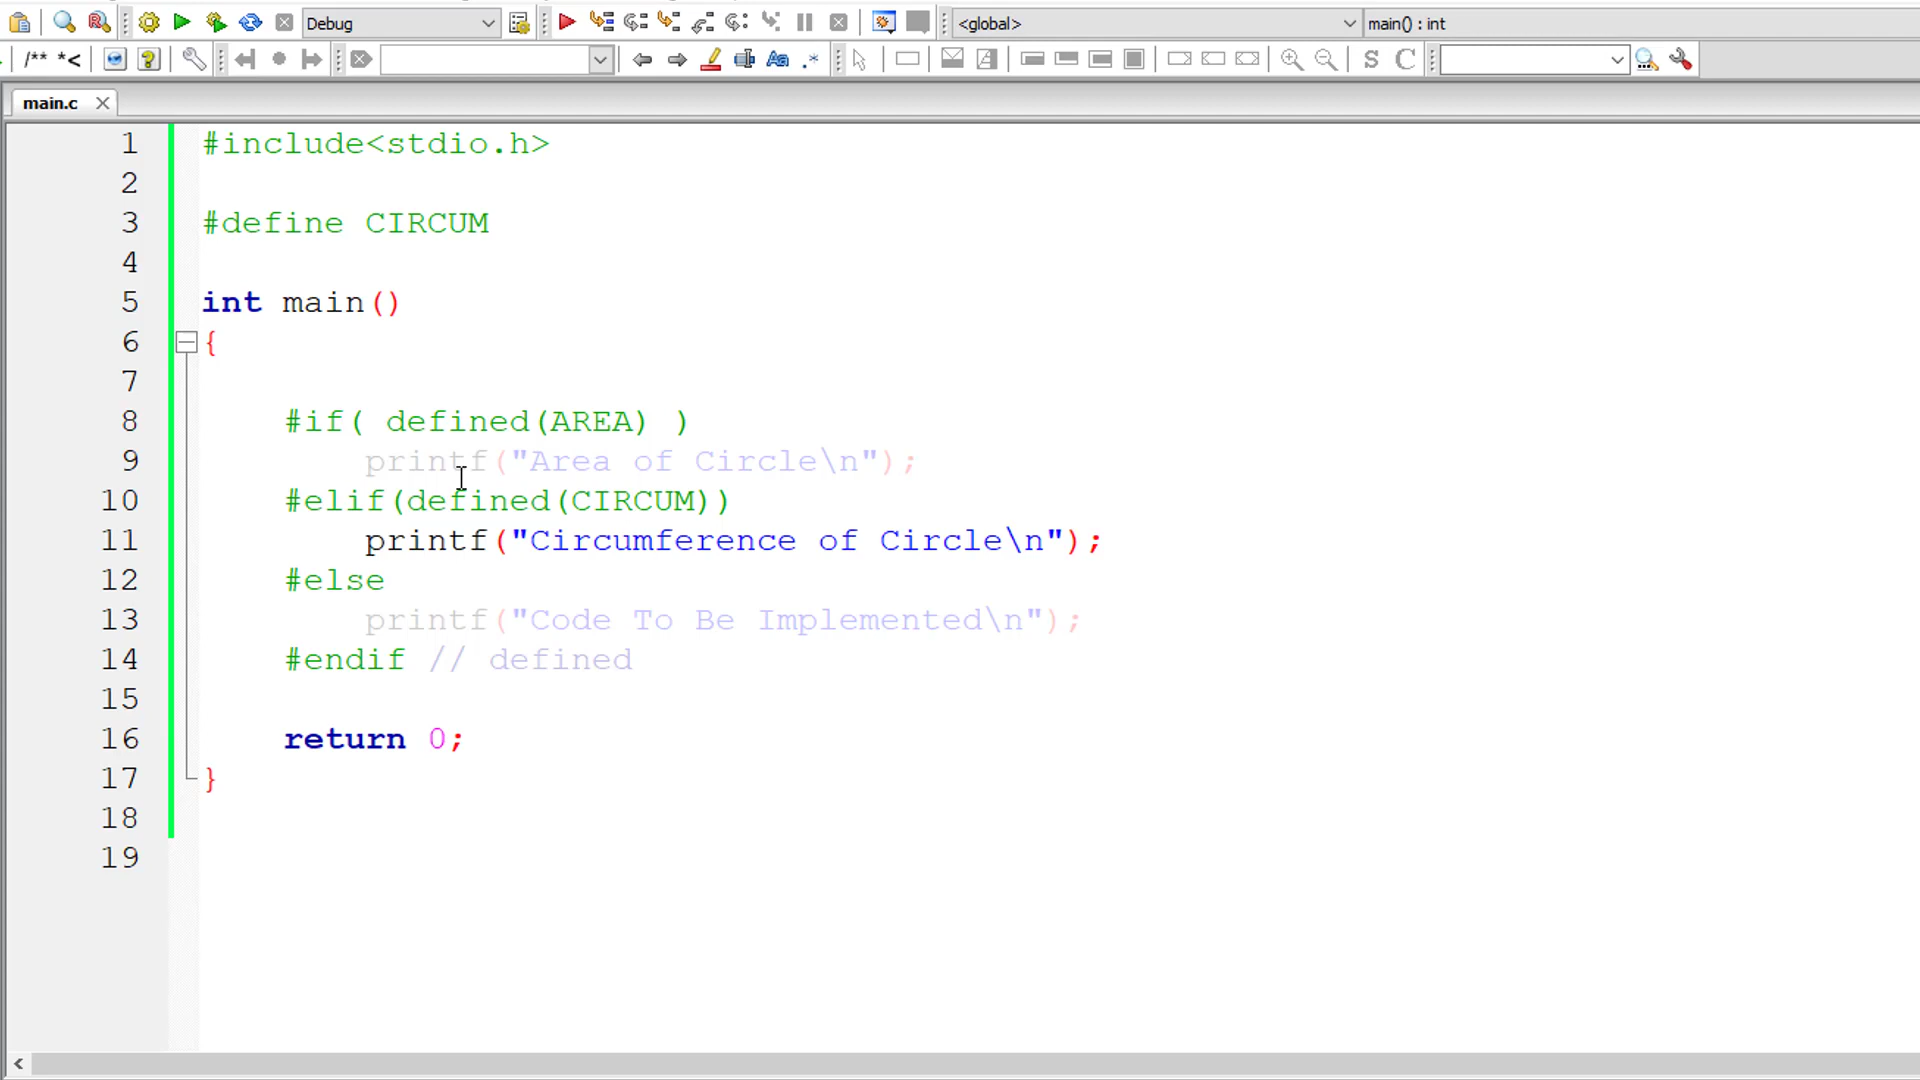 Debug
<global>
main() : int
/** *<
Aa .*
S C
main.c
1 #include<stdio.h>
2
3 #define CIRCUM
4
5 int main()
6 {
7
8 #if( defined(AREA) )
9 printf("Area of Circle\n");
10 #elif(defined(CIRCUM))
11 printf("Circumference of Circle\n");
12 #else
13 printf("Code To Be Implemented\n");
14 #endif // defined
15
16 return 0;
17 }
18
19